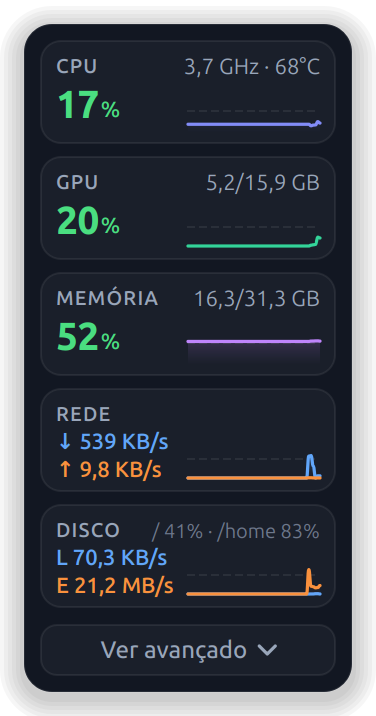 CPU 3,7 GHz · 68°C
17%
GPU 5,2/15,9 GB
20%
MEMÓRIA 16,3/31,3 GB
52%
REDE
↓ 539 KB/s
↑ 9,8 KB/s
DISCO / 41% · /home 83%
L 70,3 KB/s
E 21,2 MB/s
Ver avançado